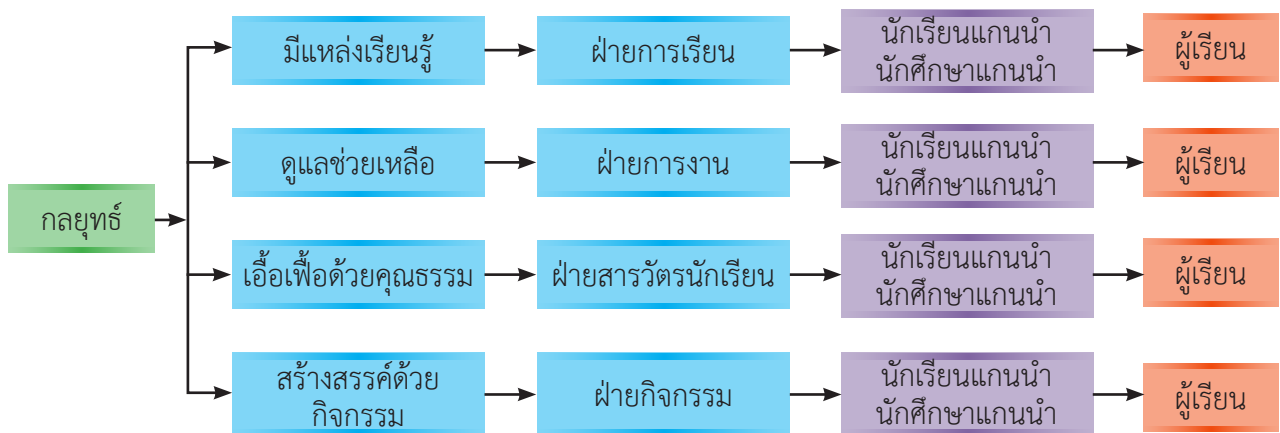 กลยุทธ์
มีแหล่งเรียนรู้
ฝ่ายการเรียน
นักเรียนแกนนำ
นักศึกษาแกนนำ
ผู้เรียน
ดูแลช่วยเหลือ
ฝ่ายการงาน
นักเรียนแกนนำ
นักศึกษาแกนนำ
ผู้เรียน
เอื้อเฟื้อด้วยคุณธรรม
ฝ่ายสารวัตรนักเรียน
นักเรียนแกนนำ
นักศึกษาแกนนำ
ผู้เรียน
สร้างสรรค์ด้วย
กิจกรรม
ฝ่ายกิจกรรม
นักเรียนแกนนำ
นักศึกษาแกนนำ
ผู้เรียน